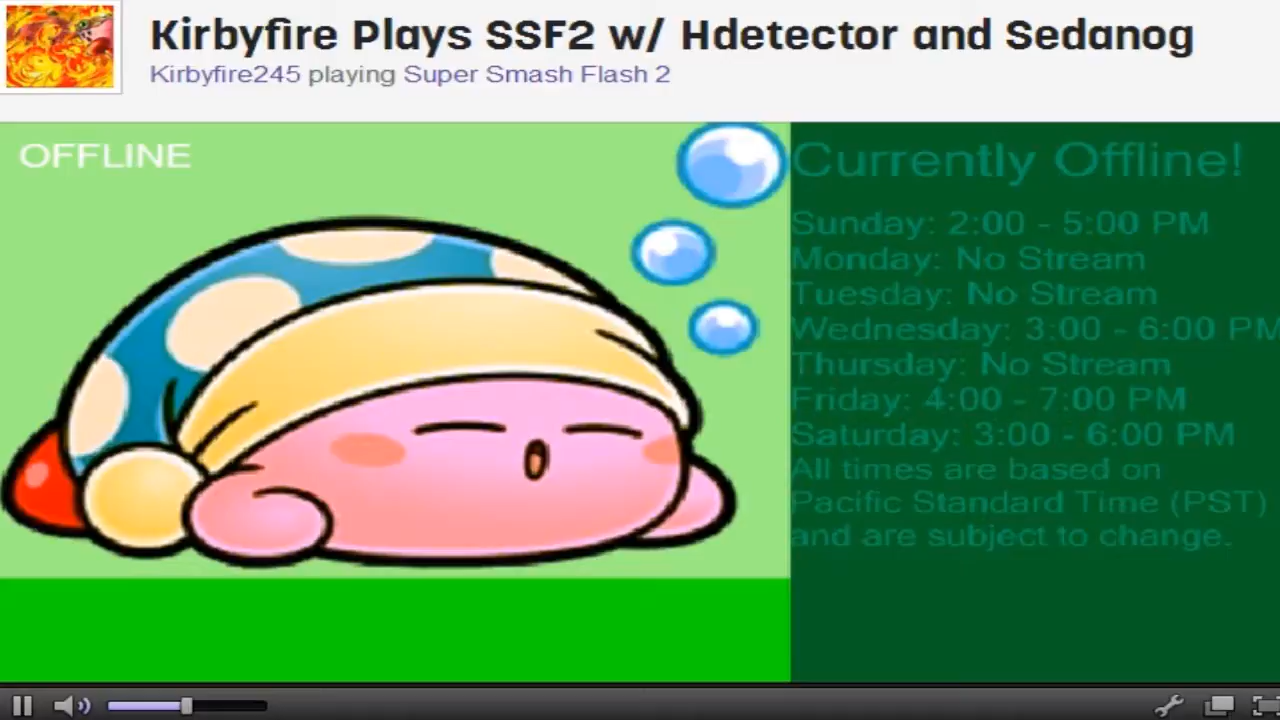 Kirbyfire Plays SSF2 w/ Hdetector and Sedanog
Kirbyfire245 playing Super Smash Flash 2
OFFLINE
Currently Offline!
Sunday: 2:00 - 5:00 PM
Monday: No Stream
Tuesday: No Stream
Wednesday: 3:00 - 6:00 PM
Thursday: No Stream
Friday: 4:00 - 7:00 PM
Saturday: 3:00 - 6:00 PM
All times are based on
Pacific Standard Time (PST)
and are subject to change.